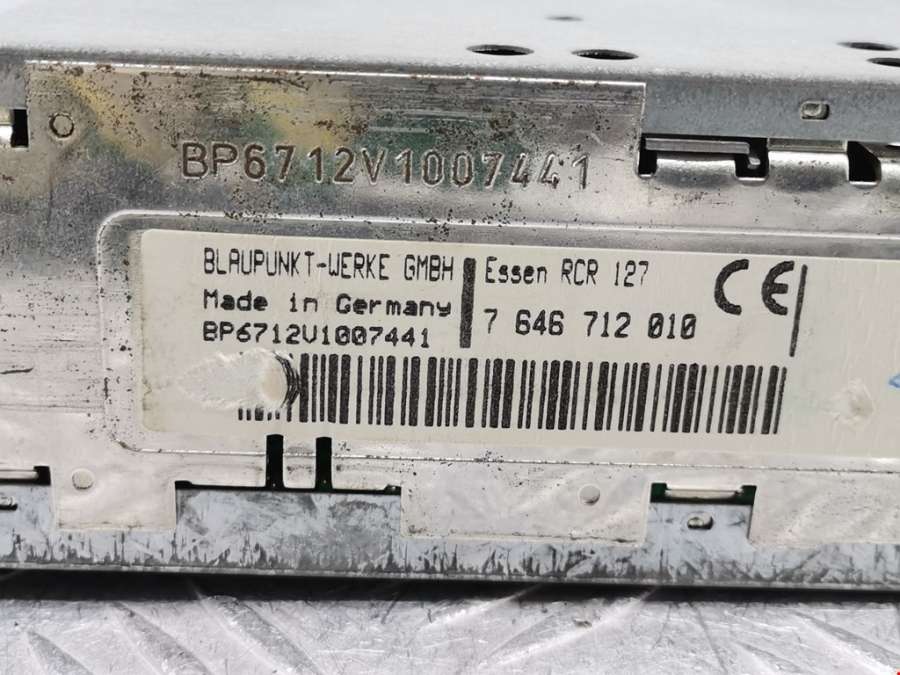 BP6712V1007441
BLAUPUNKT-WERKE GMBH
Made in Germany
BP6712V1007441
Essen RCR 127
7 646 712 010
CE